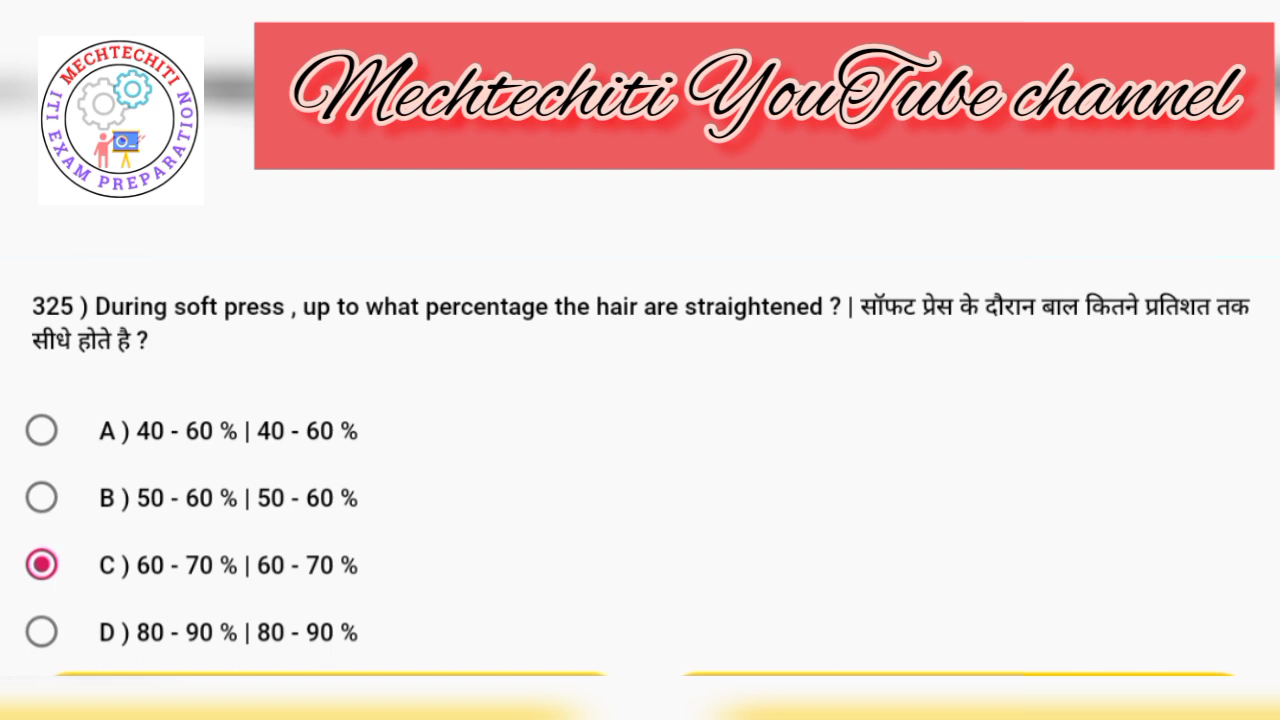 MECHTECHITI
ITI EXAM PREPARATION
Mechtechiti YouTube channel
325 ) During soft press , up to what percentage the hair are straightened ? | सॉफट प्रेस के दौरान बाल कितने प्रतिशत तक
सीधे होते है ?
A ) 40 - 60 % | 40 - 60 %
B ) 50 - 60 % | 50 - 60 %
C ) 60 - 70 % | 60 - 70 %
D ) 80 - 90 % | 80 - 90 %